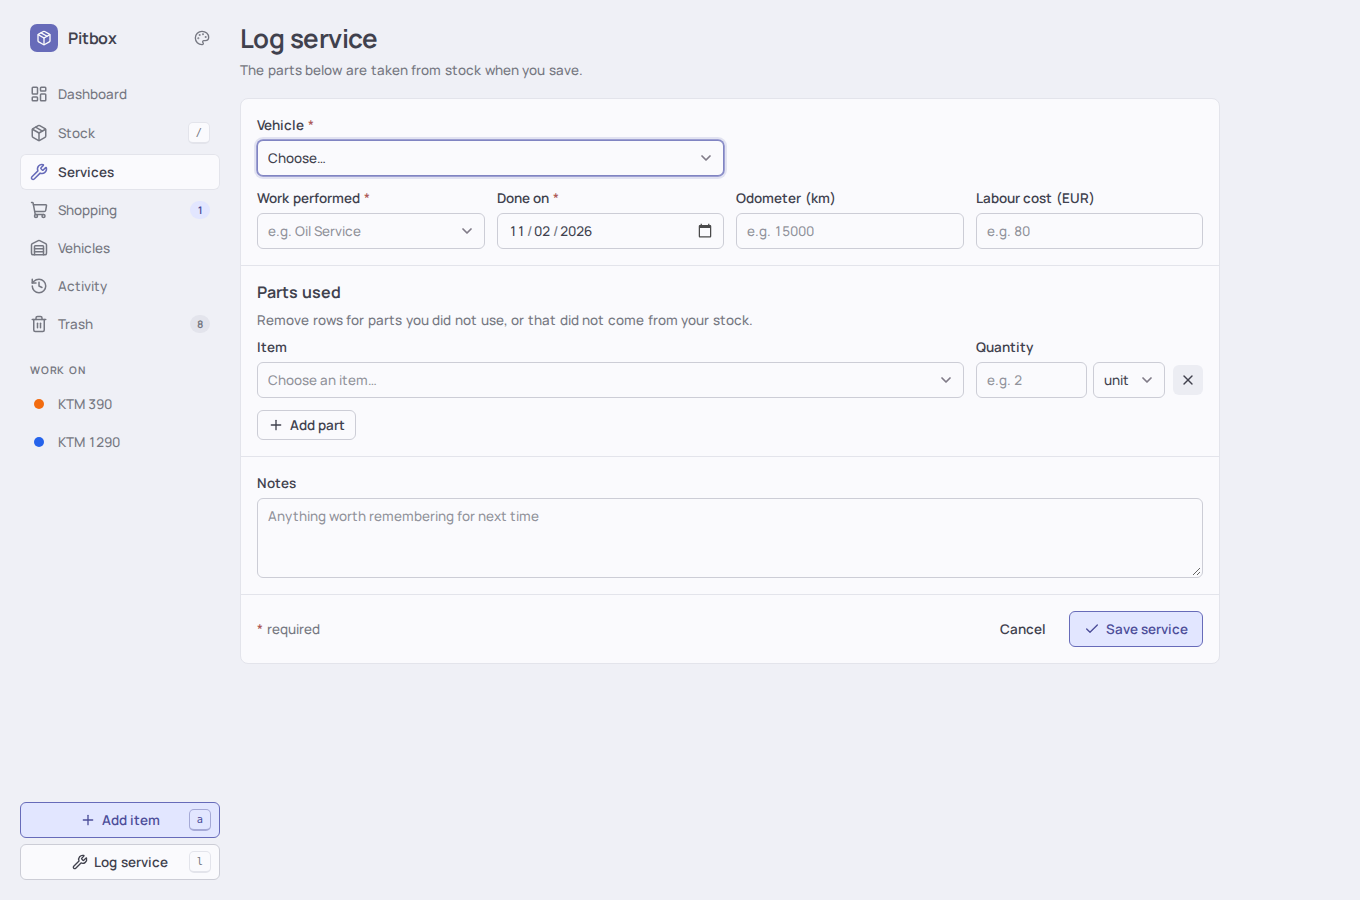 Pitbox
Dashboard
Stock /
Services
Shopping 1
Vehicles
Activity
Trash 8
WORK ON
KTM 390
KTM 1290
Add item a
Log service l
Log service
The parts below are taken from stock when you save.
Vehicle *
Choose...
Work performed * Done on * Odometer (km) Labour cost (EUR)
e.g. Oil Service 11/02/2026 e.g. 15000 e.g. 80
Parts used
Remove rows for parts you did not use, or that did not come from your stock.
Item Quantity
Choose an item... e.g. 2 unit
Add part
Notes
Anything worth remembering for next time
* required Cancel Save service